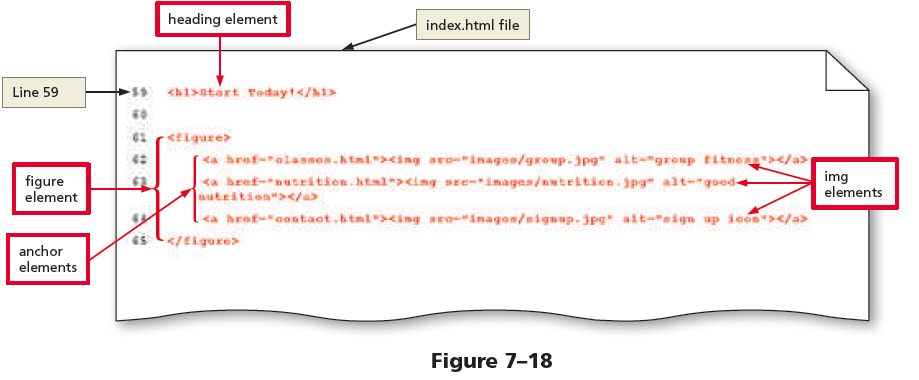 heading element
index.html file
Line 59
59 <h1>Start Today!</h1>
60
61 <figure>
62 <a href="classes.html"><img src="images/group.jpg" alt="group fitness"></a>
63 <a href="nutrition.html"><img src="images/nutrition.jpg" alt="good
nutrition"></a>
64 <a href="contact.html"><img src="images/signup.jpg" alt="sign up icon"></a>
65 </figure>
figure
element
anchor
elements
img
elements
Figure 7–18